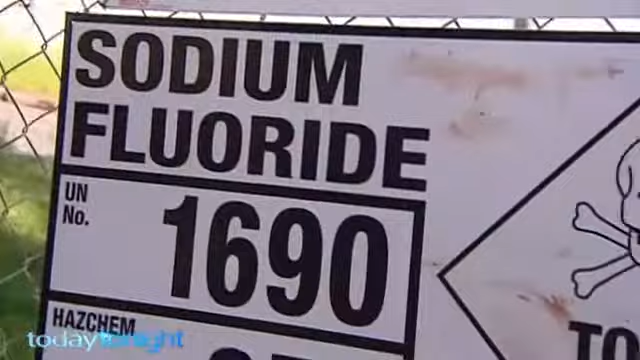 SODIUM
FLUORIDE
UN
No.
1690
HAZCHEM
todaytonight